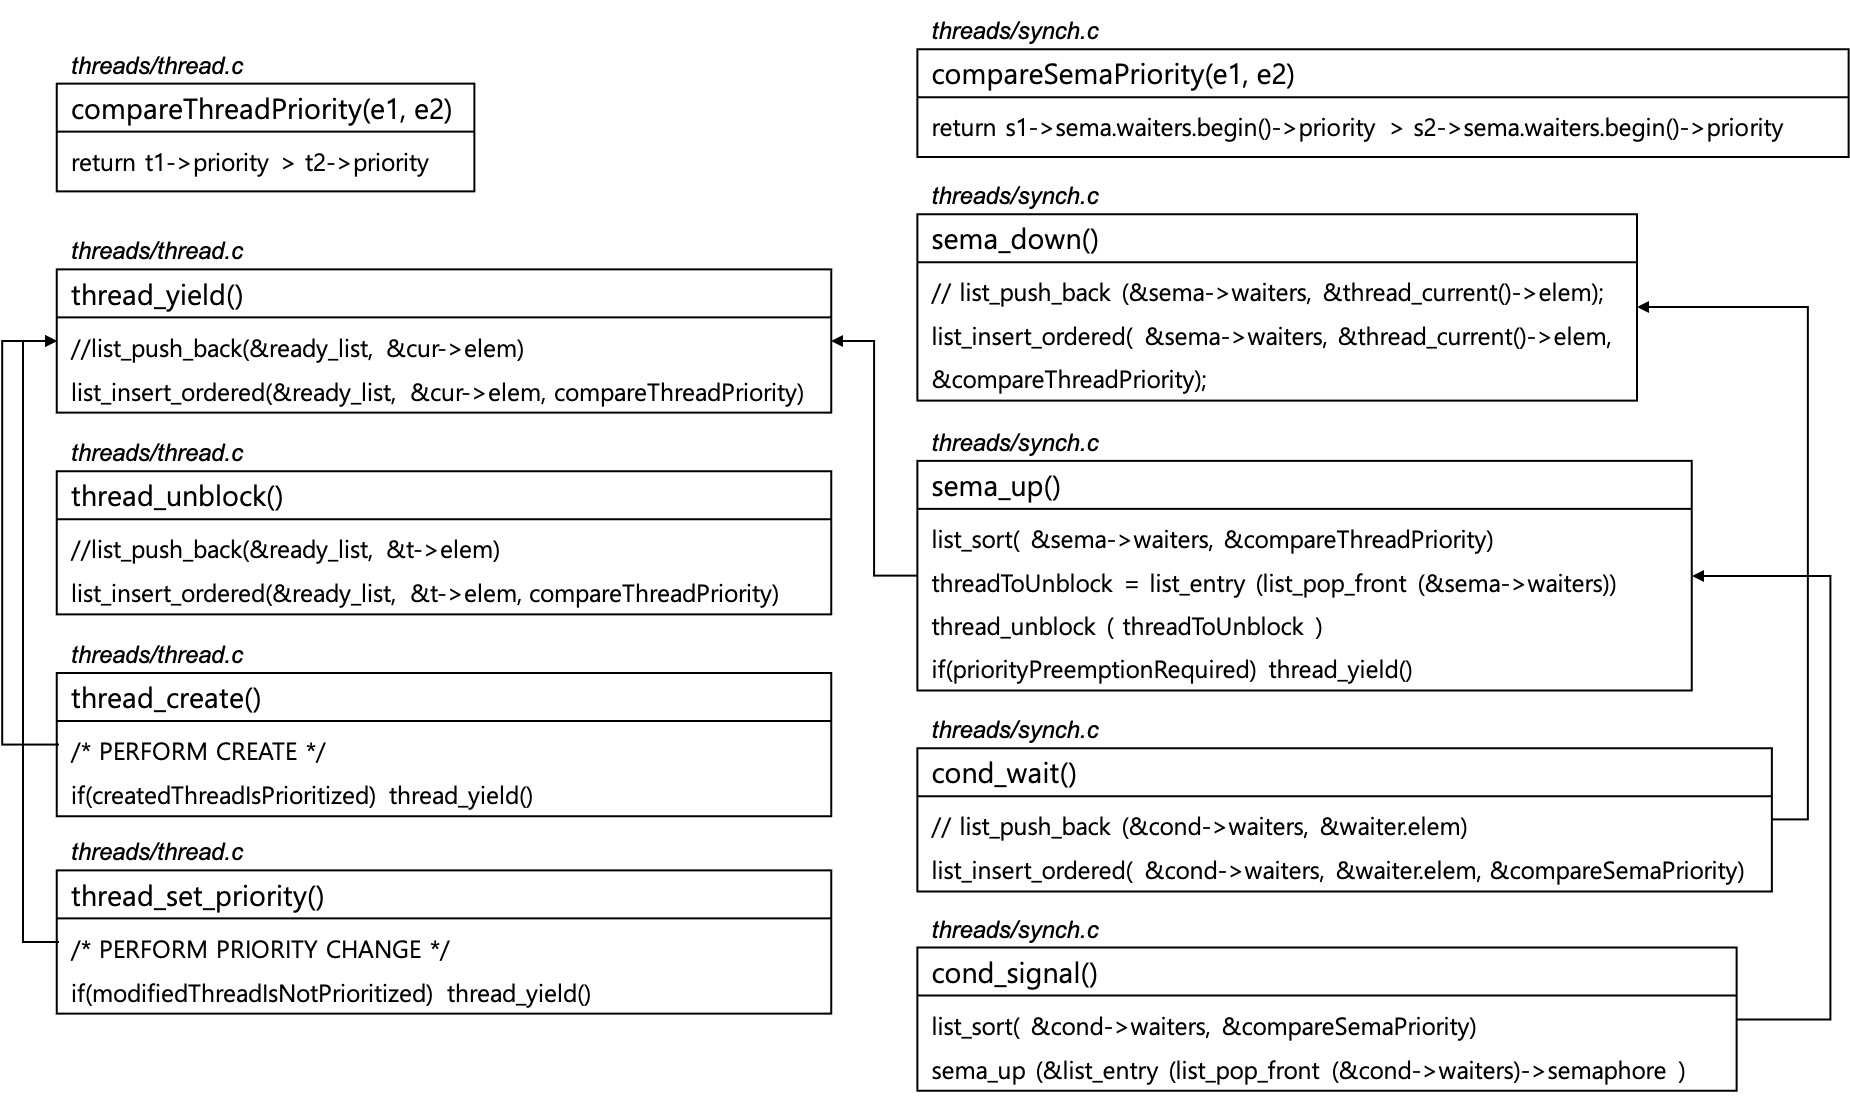 threads/thread.c
compareThreadPriority(e1, e2)
return t1->priority > t2->priority
threads/thread.c
thread_yield()
//list_push_back(&ready_list, &cur->elem)
list_insert_ordered(&ready_list, &cur->elem, compareThreadPriority)
threads/thread.c
thread_unblock()
//list_push_back(&ready_list, &t->elem)
list_insert_ordered(&ready_list, &t->elem, compareThreadPriority)
threads/thread.c
thread_create()
/* PERFORM CREATE */
if(createdThreadIsPrioritized) thread_yield()
threads/thread.c
thread_set_priority()
/* PERFORM PRIORITY CHANGE */
if(modifiedThreadIsNotPrioritized) thread_yield()
threads/synch.c
compareSemaPriority(e1, e2)
return s1->sema.waiters.begin()->priority > s2->sema.waiters.begin()->priority
threads/synch.c
sema_down()
// list_push_back (&sema->waiters, &thread_current()->elem);
list_insert_ordered( &sema->waiters, &thread_current()->elem,
&compareThreadPriority);
threads/synch.c
sema_up()
list_sort( &sema->waiters, &compareThreadPriority)
threadToUnblock = list_entry (list_pop_front (&sema->waiters))
thread_unblock ( threadToUnblock )
if(priorityPreemptionRequired) thread_yield()
threads/synch.c
cond_wait()
// list_push_back (&cond->waiters, &waiter.elem)
list_insert_ordered( &cond->waiters, &waiter.elem, &compareSemaPriority)
threads/synch.c
cond_signal()
list_sort( &cond->waiters, &compareSemaPriority)
sema_up (&list_entry (list_pop_front (&cond->waiters)->semaphore )